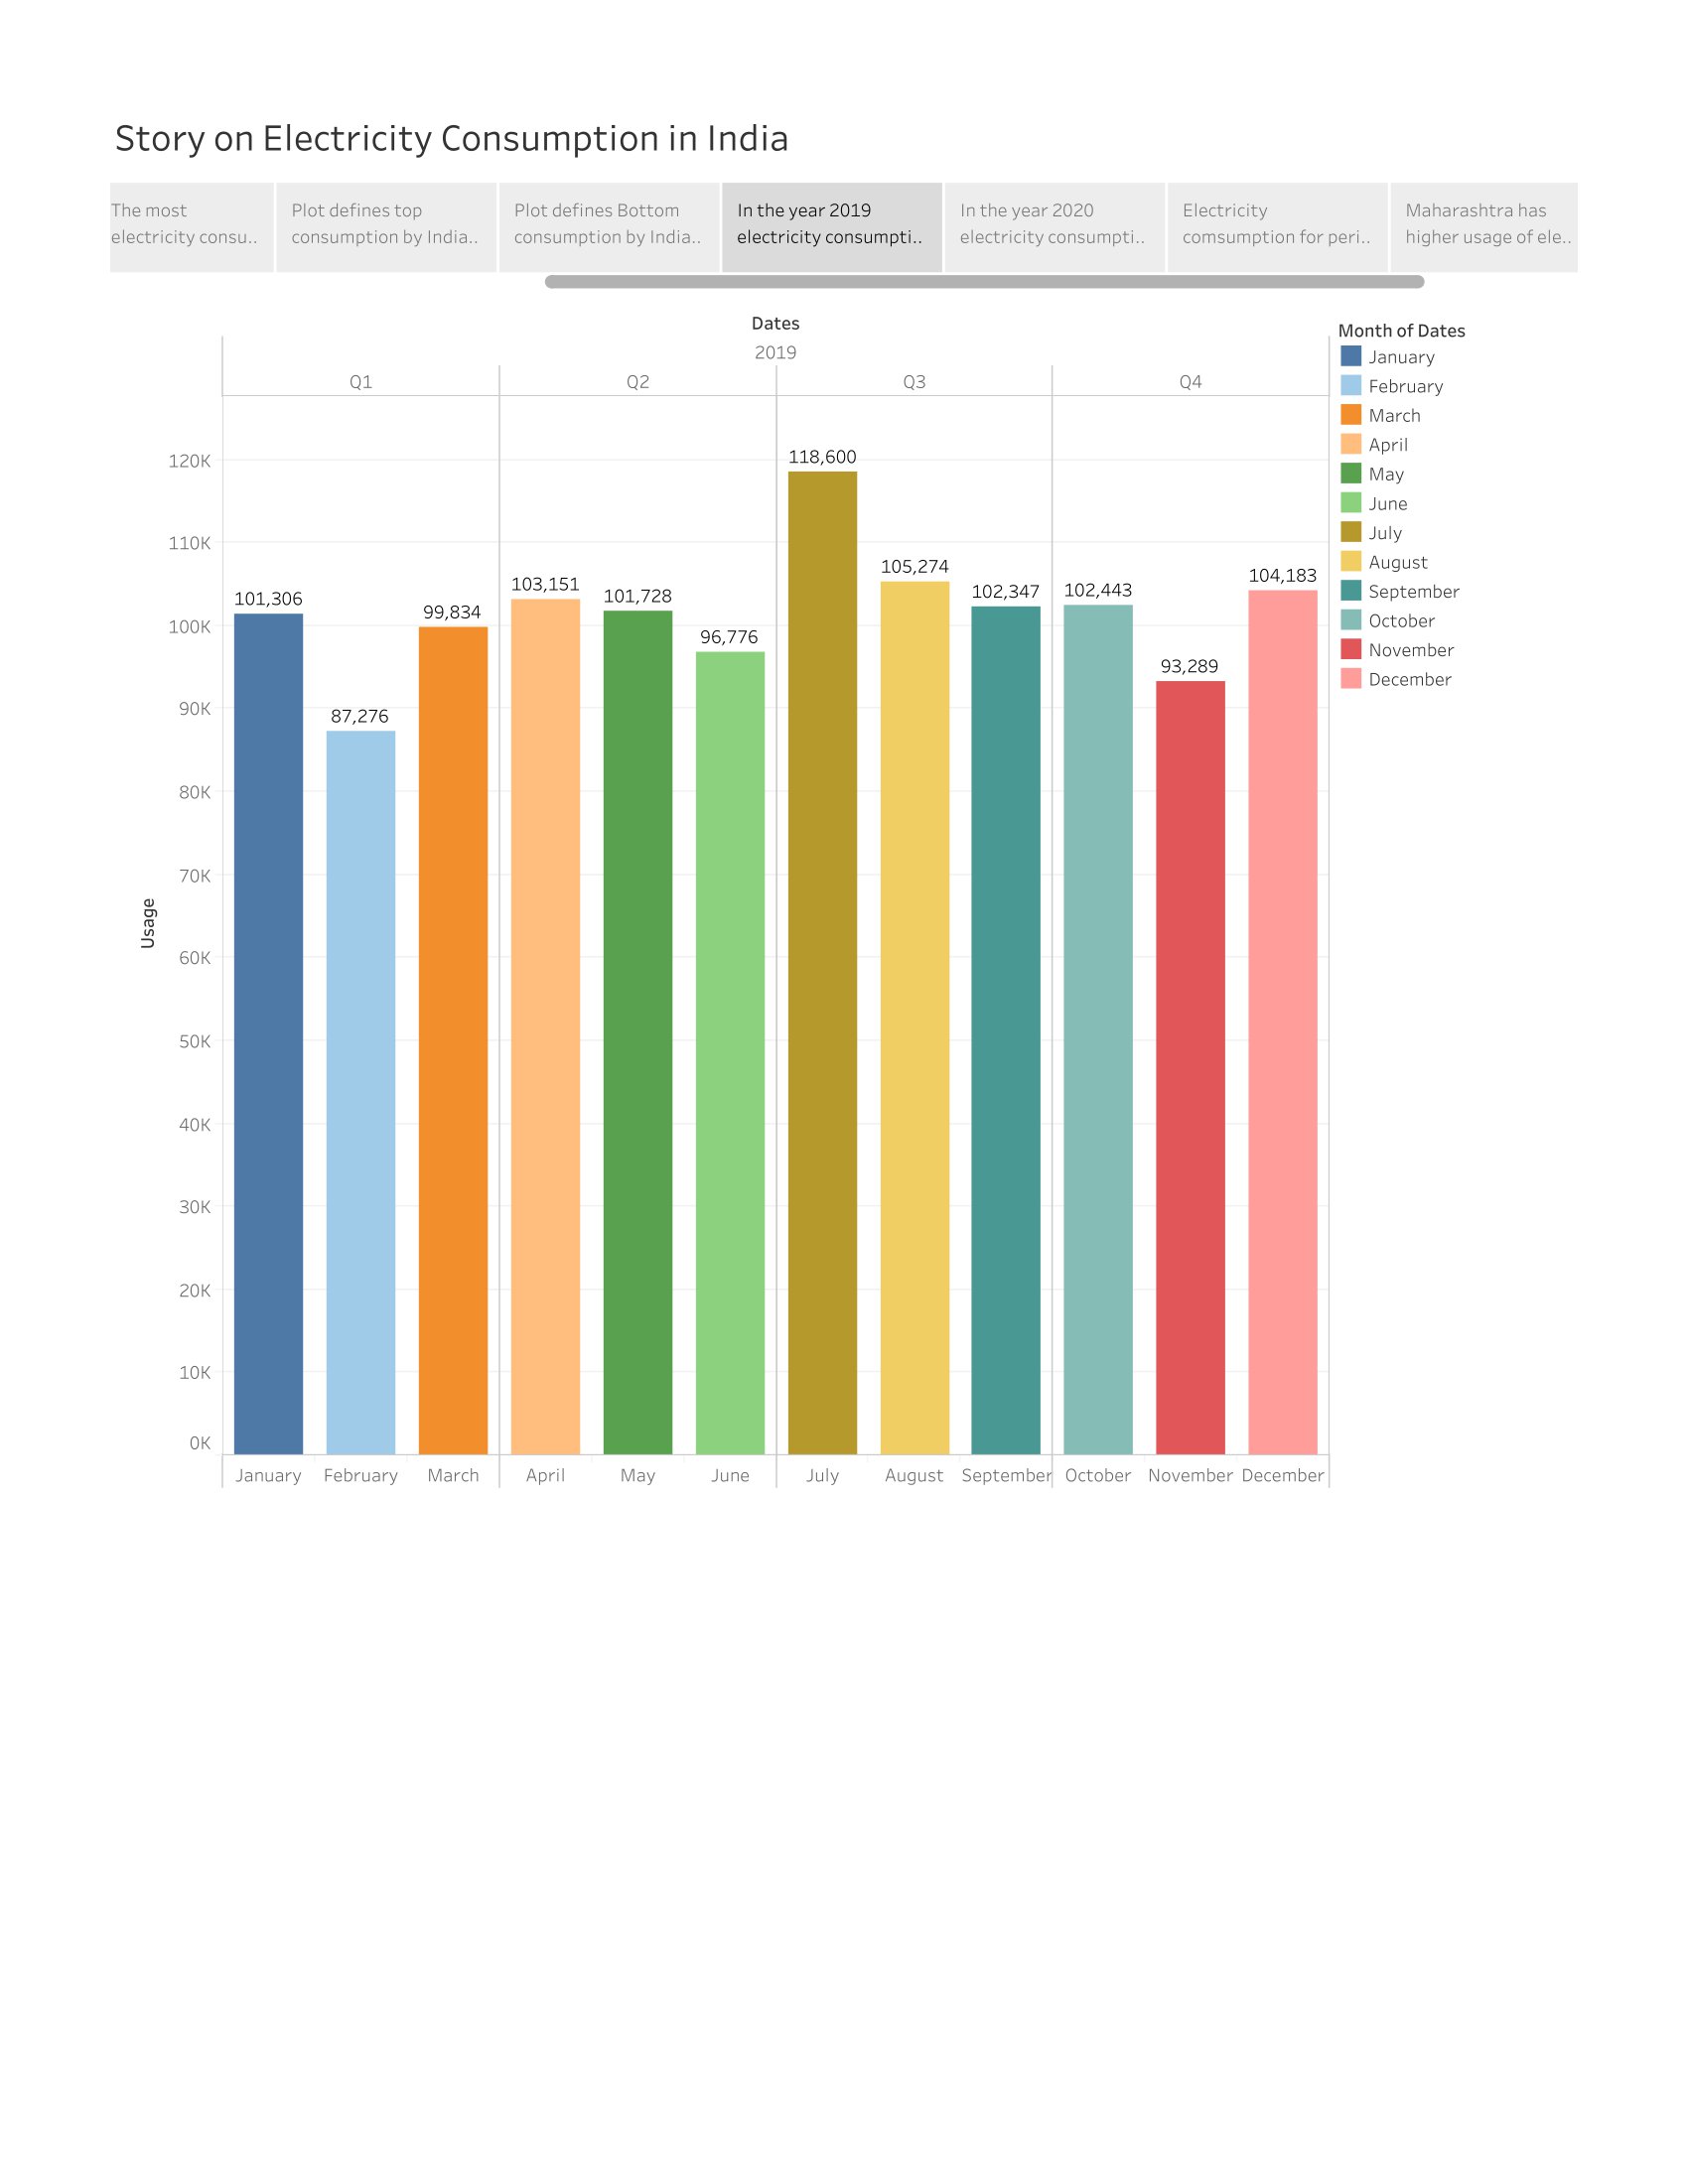 Story on Electricity Consumption in India
The most
electricity consu..
Plot defines top
consumption by India..
Plot defines Bottom
consumption by India..
In the year 2019
electricity consumpti..
In the year 2020
electricity consumpti..
Electricity
comsumption for peri..
Maharashtra has
higher usage of ele..
Dates
2019
Q1 Q2 Q3 Q4
120K
110K
100K
90K
80K
70K
60K
50K
40K
30K
20K
10K
0K
Usage
101,306
87,276
99,834
103,151
101,728
96,776
118,600
105,274
102,347
102,443
93,289
104,183
January February March April May June July August September October November December
Month of Dates
January
February
March
April
May
June
July
August
September
October
November
December